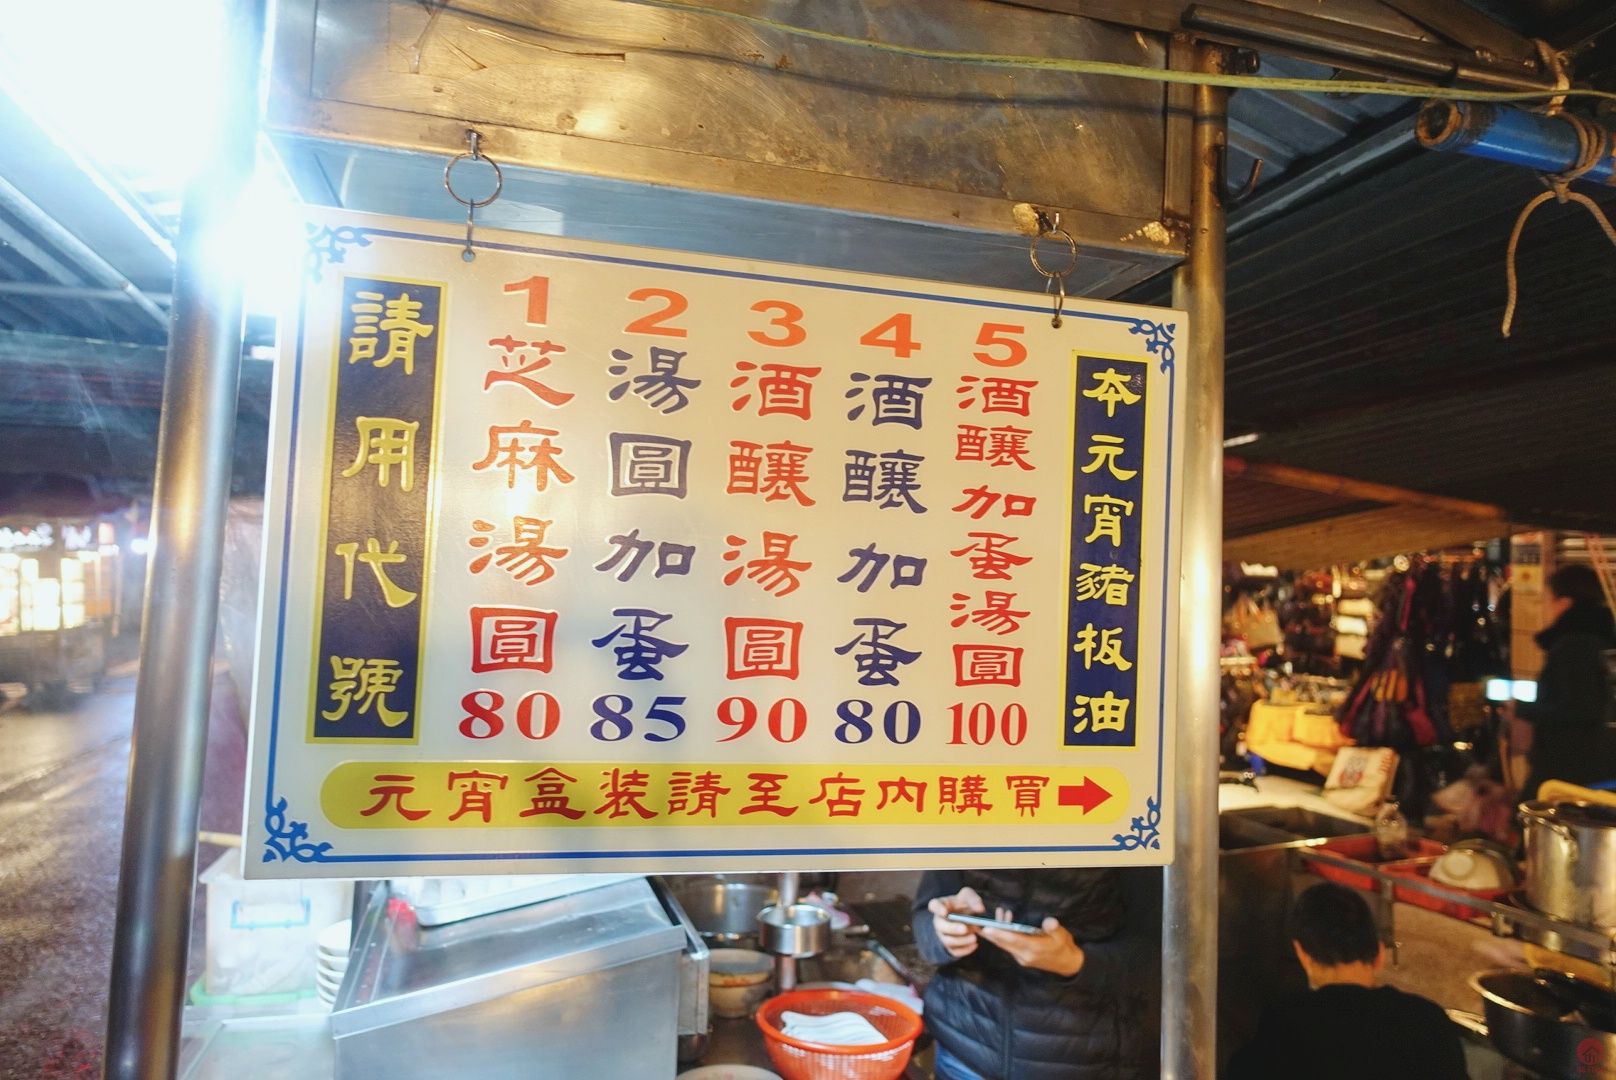 請用代號
1 芝麻湯圓 80
2 湯圓加蛋 85
3 酒釀湯圓 90
4 酒釀加蛋 80
5 酒釀加蛋湯圓 100
本元宵豬板油
元宵盒裝請至店內購買